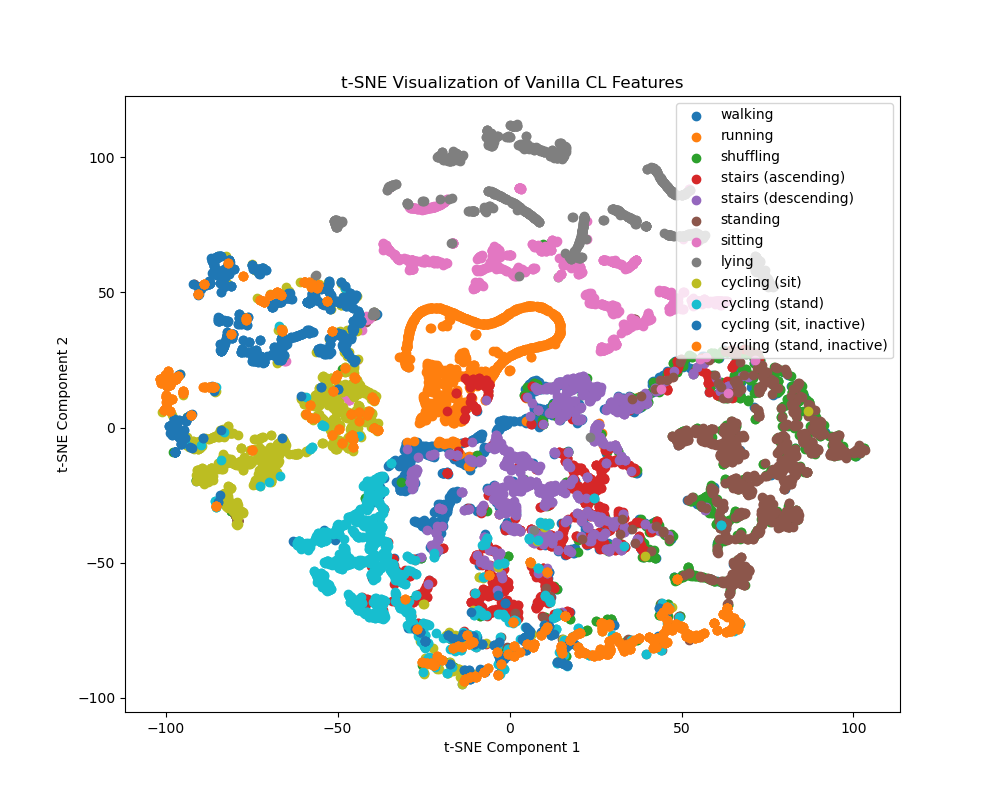 t-SNE Visualization of Vanilla CL Features
walking
running
shuffling
stairs (ascending)
stairs (descending)
standing
sitting
lying
cycling (sit)
cycling (stand)
cycling (sit, inactive)
cycling (stand, inactive)
t-SNE Component 2
100
50
0
−50
−100
−100
−50
0
50
100
t-SNE Component 1